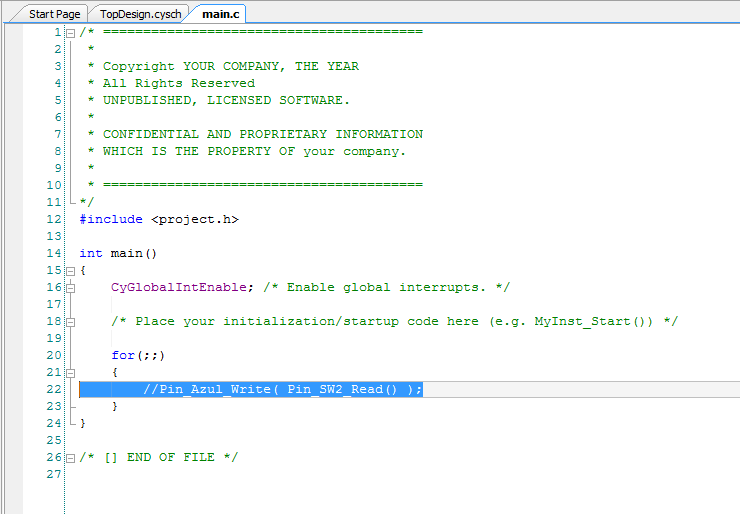 Start Page TopDesign.cysch main.c
1 /* ========================================
2 *
3 * Copyright YOUR COMPANY, THE YEAR
4 * All Rights Reserved
5 * UNPUBLISHED, LICENSED SOFTWARE.
6 *
7 * CONFIDENTIAL AND PROPRIETARY INFORMATION
8 * WHICH IS THE PROPERTY OF your company.
9 *
10 * ========================================
11 */
12 #include <project.h>
13
14 int main()
15 {
16 CyGlobalIntEnable; /* Enable global interrupts. */
17
18 /* Place your initialization/startup code here (e.g. MyInst_Start()) */
19
20 for(;;)
21 {
22 //Pin_Azul_Write( Pin_SW2_Read() );
23 }
24 }
25
26 /* [] END OF FILE */
27